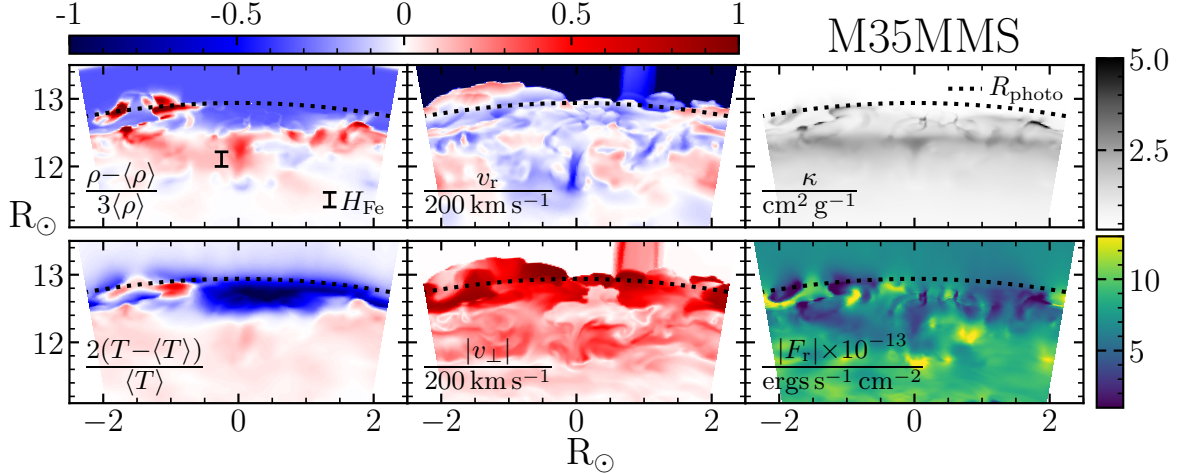 -1 -0.5 0 0.5 1
M35MMS
13
12
R☉
ρ−⟨ρ⟩
3⟨ρ⟩
H_Fe
v_r
200 km s⁻¹
R_photo
κ
cm² g⁻¹
5.0
2.5
13
12
2(T−⟨T⟩)
⟨T⟩
|v_⊥|
200 km s⁻¹
|F_r|×10⁻¹³
ergs s⁻¹ cm⁻²
10
5
−2 0 2 −2 0 2 −2 0 2
R☉